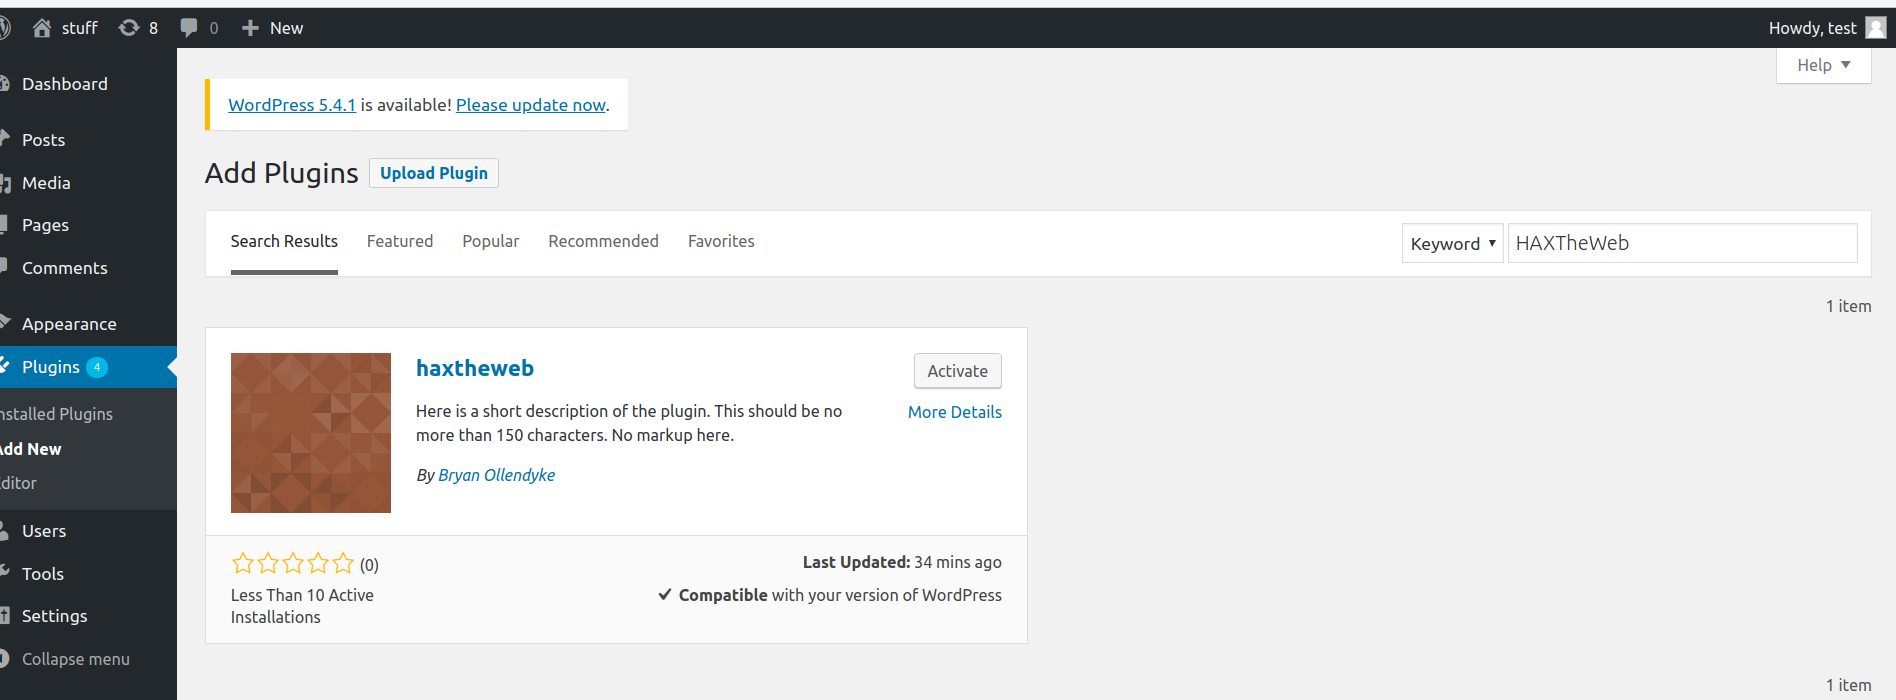 stuff 8 0 New Howdy, test
Help
Dashboard
Posts
Media
Pages
Comments
Appearance
Plugins 4
nstalled Plugins
Add New
Editor
Users
Tools
Settings
Collapse menu
WordPress 5.4.1 is available! Please update now.
Add Plugins Upload Plugin
Search Results Featured Popular Recommended Favorites Keyword HAXTheWeb
1 item
haxtheweb
Activate
Here is a short description of the plugin. This should be no
more than 150 characters. No markup here.
More Details
By Bryan Ollendyke
(0)
Less Than 10 Active
Installations
Last Updated: 34 mins ago
Compatible with your version of WordPress
1 item